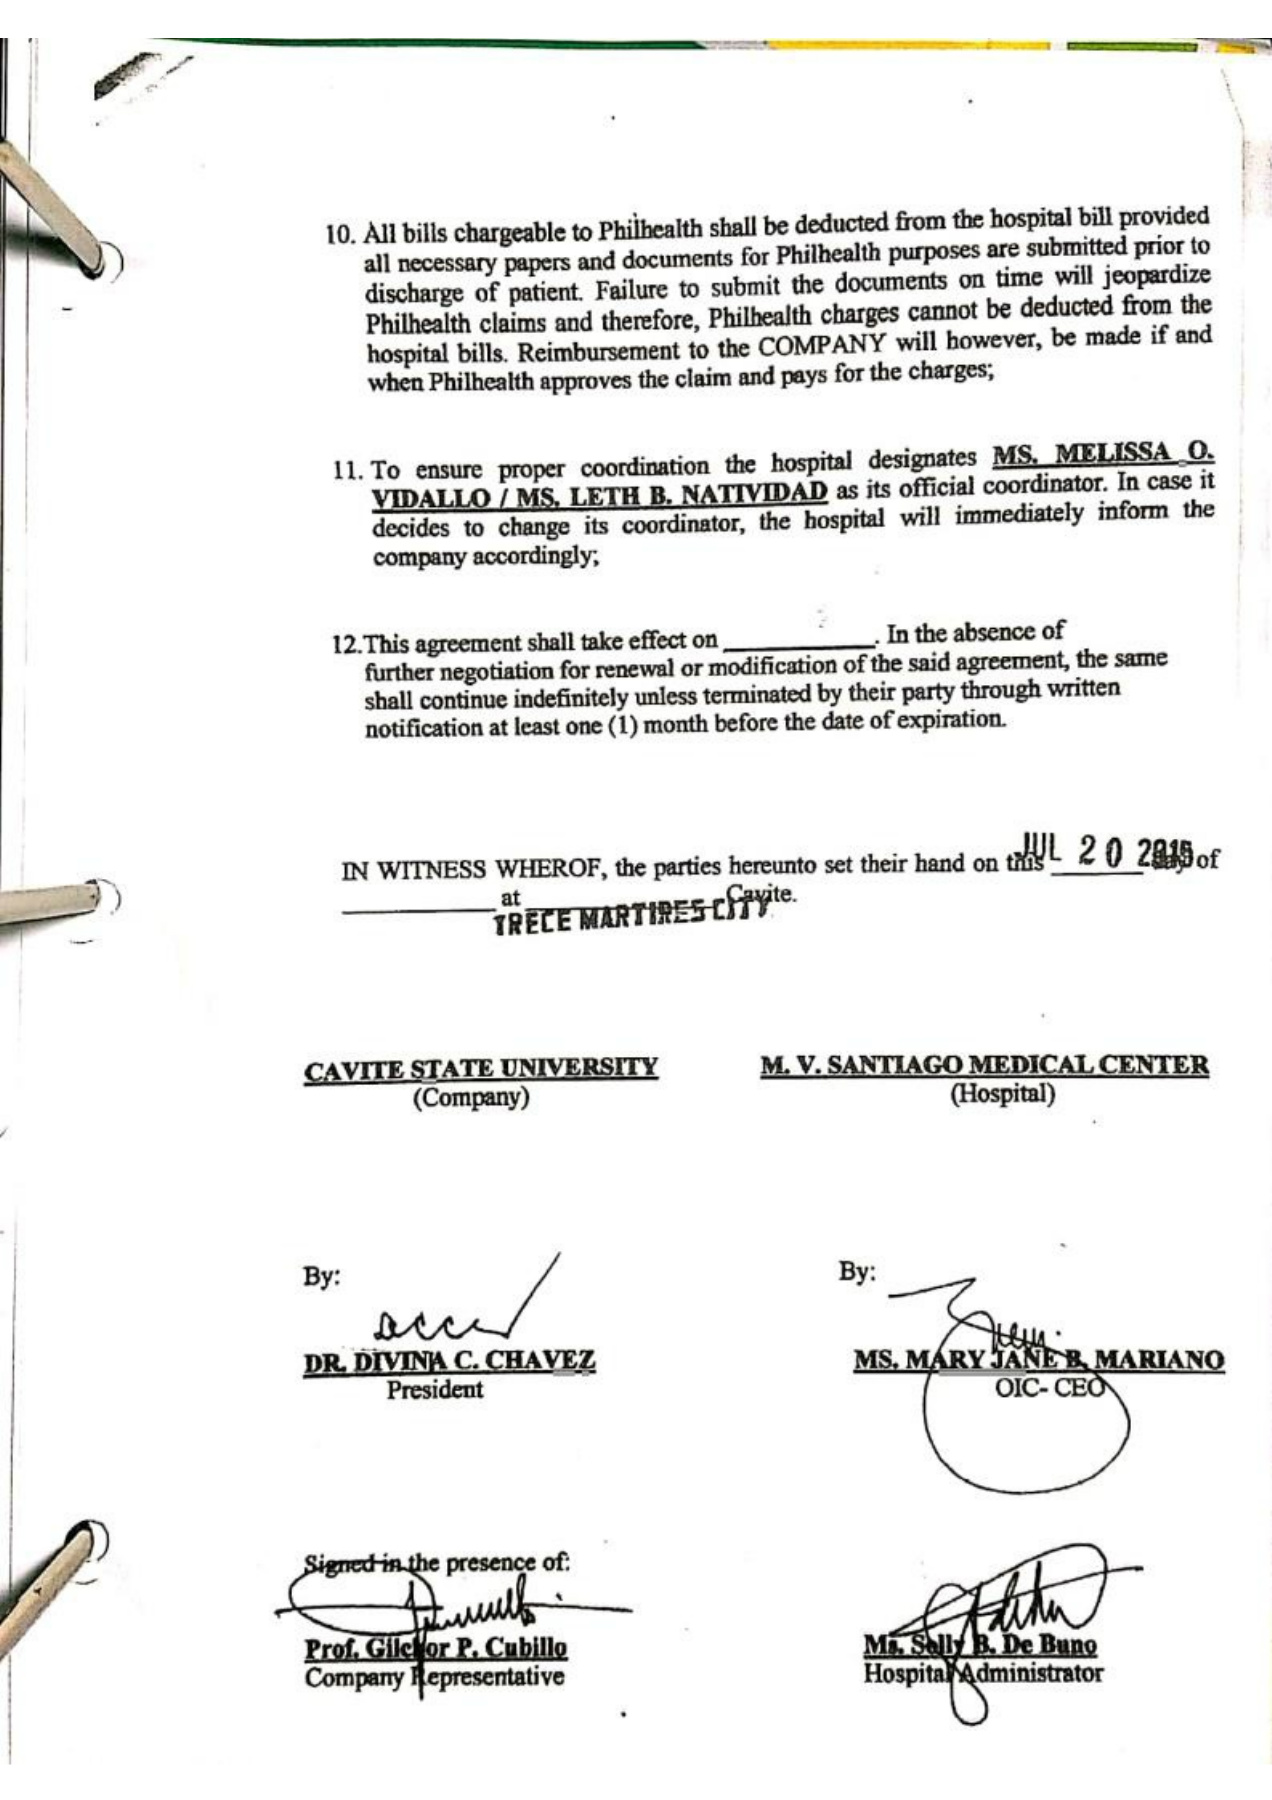 10. All bills chargeable to Philhealth shall be deducted from the hospital bill provided
all necessary papers and documents for Philhealth purposes are submitted prior to
discharge of patient. Failure to submit the documents on time will jeopardize
Philhealth claims and therefore, Philhealth charges cannot be deducted from the
hospital bills. Reimbursement to the COMPANY will however, be made if and
when Philhealth approves the claim and pays for the charges;
11. To ensure proper coordination the hospital designates MS. MELISSA O.
VIDALLO / MS. LETH B. NATIVIDAD as its official coordinator. In case it
decides to change its coordinator, the hospital will immediately inform the
company accordingly;
12. This agreement shall take effect on ____________. In the absence of
further negotiation for renewal or modification of the said agreement, the same
shall continue indefinitely unless terminated by their party through written
notification at least one (1) month before the date of expiration.
IN WITNESS WHEROF, the parties hereunto set their hand on this JUL 20 of
____________ at ____________ Cavite.
TRECE MARTIRES CITY
CAVITE STATE UNIVERSITY
(Company)
M. V. SANTIAGO MEDICAL CENTER
(Hospital)
By:
DR. DIVINA C. CHAVEZ
President
By:
MS. MARY JANE B. MARIANO
OIC- CEO
Signed in the presence of:
Prof. Gilchor P. Cubillo
Company Representative
Ms. Solly B. De Buno
Hospital Administrator